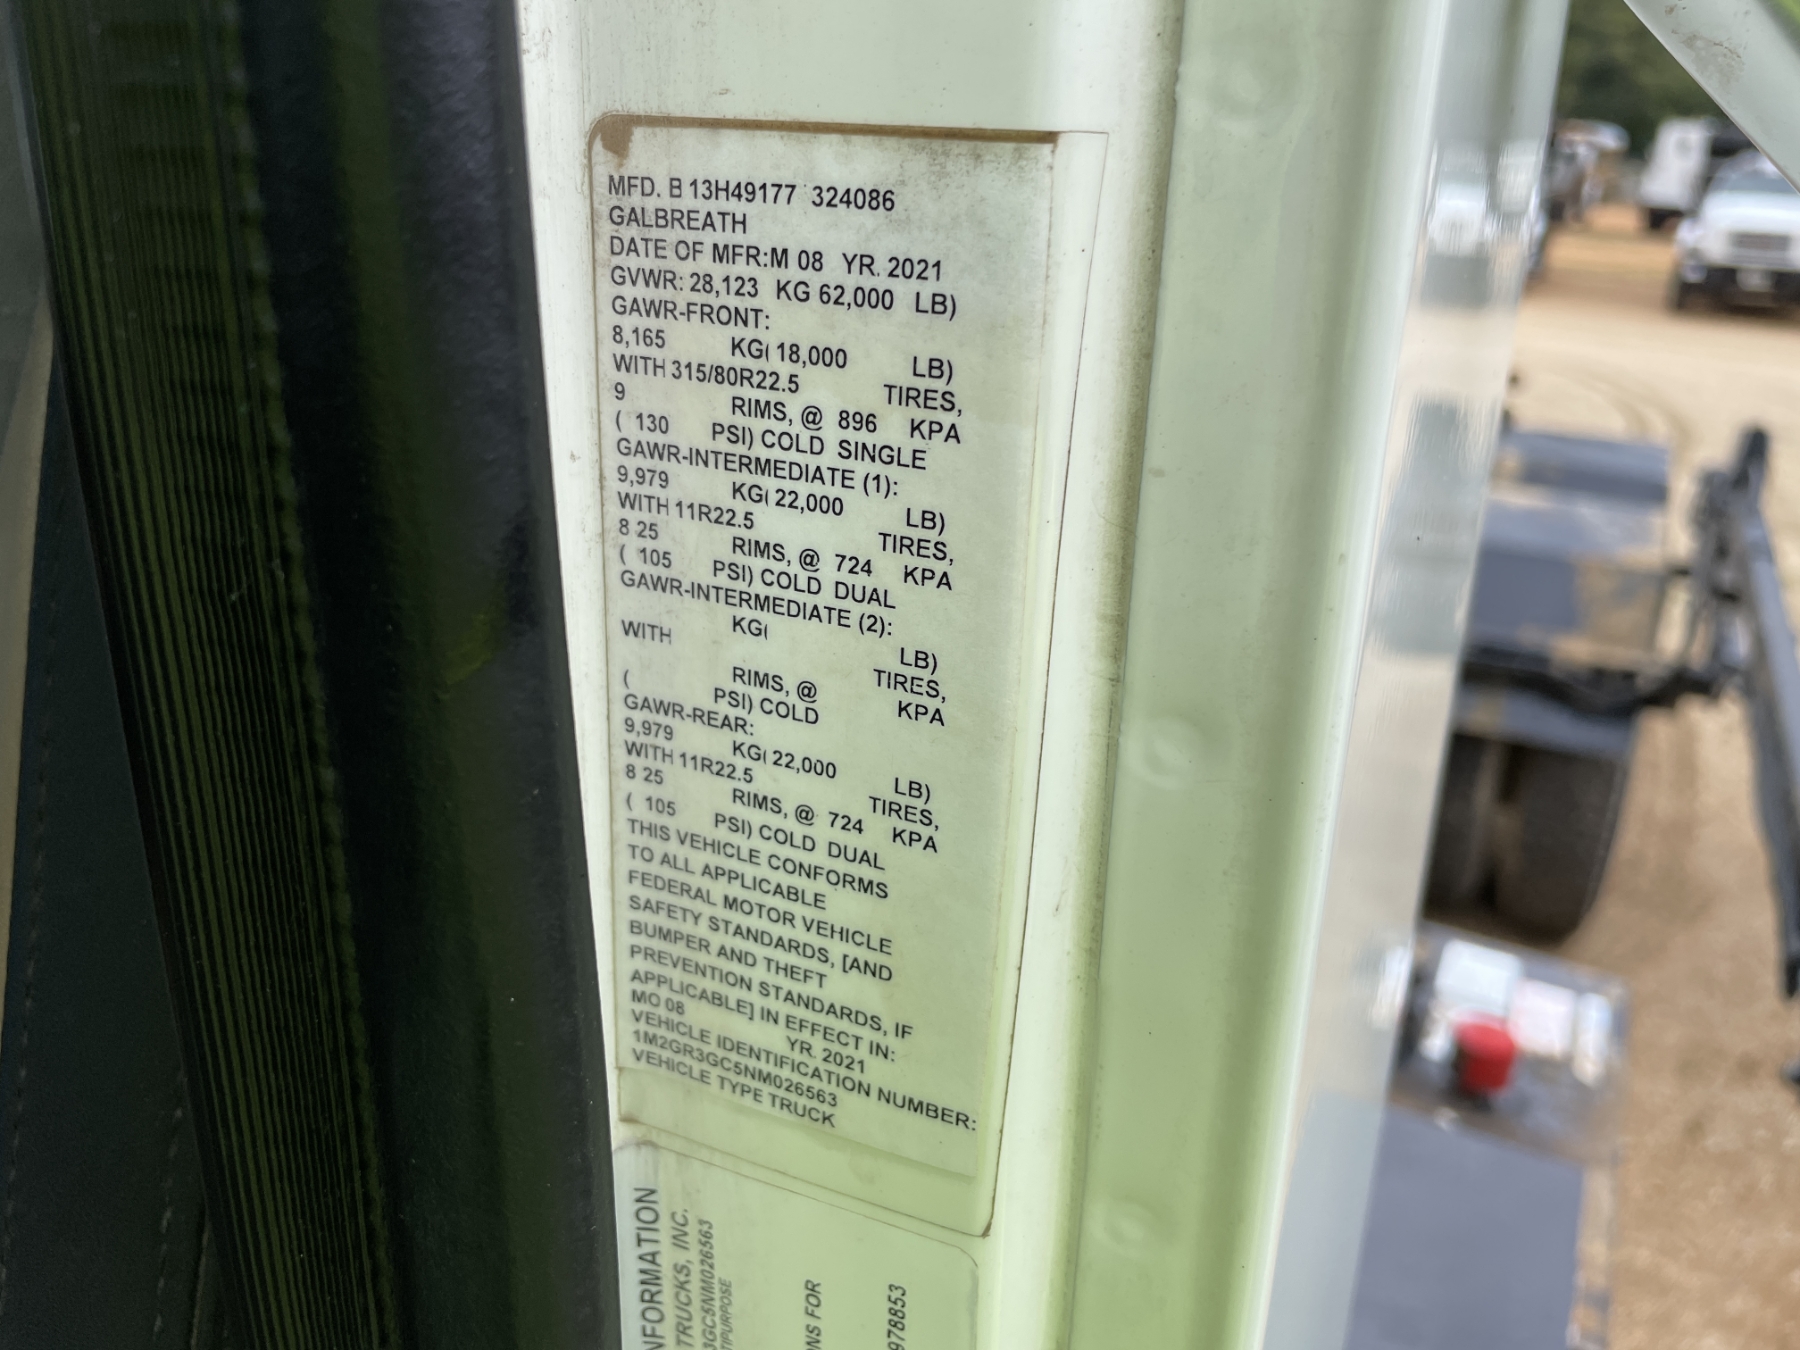 MFD. B 13H49177 324086
GALBREATH
DATE OF MFR:M 08 YR. 2021
GVWR: 28,123 KG 62,000 LB)
GAWR-FRONT:
8,165 KG( 18,000 LB)
WITH 315/80R22.5 TIRES,
9 RIMS, @ 896 KPA
( 130 PSI) COLD SINGLE
GAWR-INTERMEDIATE (1):
9,979 KG( 22,000 LB)
WITH 11R22.5 TIRES,
8 25 RIMS, @ 724 KPA
( 105 PSI) COLD DUAL
GAWR-INTERMEDIATE (2):
KG( LB)
WITH TIRES,
RIMS, @ KPA
( PSI) COLD
GAWR-REAR:
9,979 KG( 22,000 LB)
WITH 11R22.5 TIRES,
8 25 RIMS, @ 724 KPA
( 105 PSI) COLD DUAL
THIS VEHICLE CONFORMS
TO ALL APPLICABLE
FEDERAL MOTOR VEHICLE
SAFETY STANDARDS, [AND
BUMPER AND THEFT
PREVENTION STANDARDS, IF
APPLICABLE] IN EFFECT IN:
MO 08 YR. 2021
VEHICLE IDENTIFICATION NUMBER:
1M2GR3GC5NM026563
VEHICLE TYPE TRUCK
NFORMATION
TRUCKS, INC.
3GC5NM026563
TIPURPOSE
NS FOR
978853